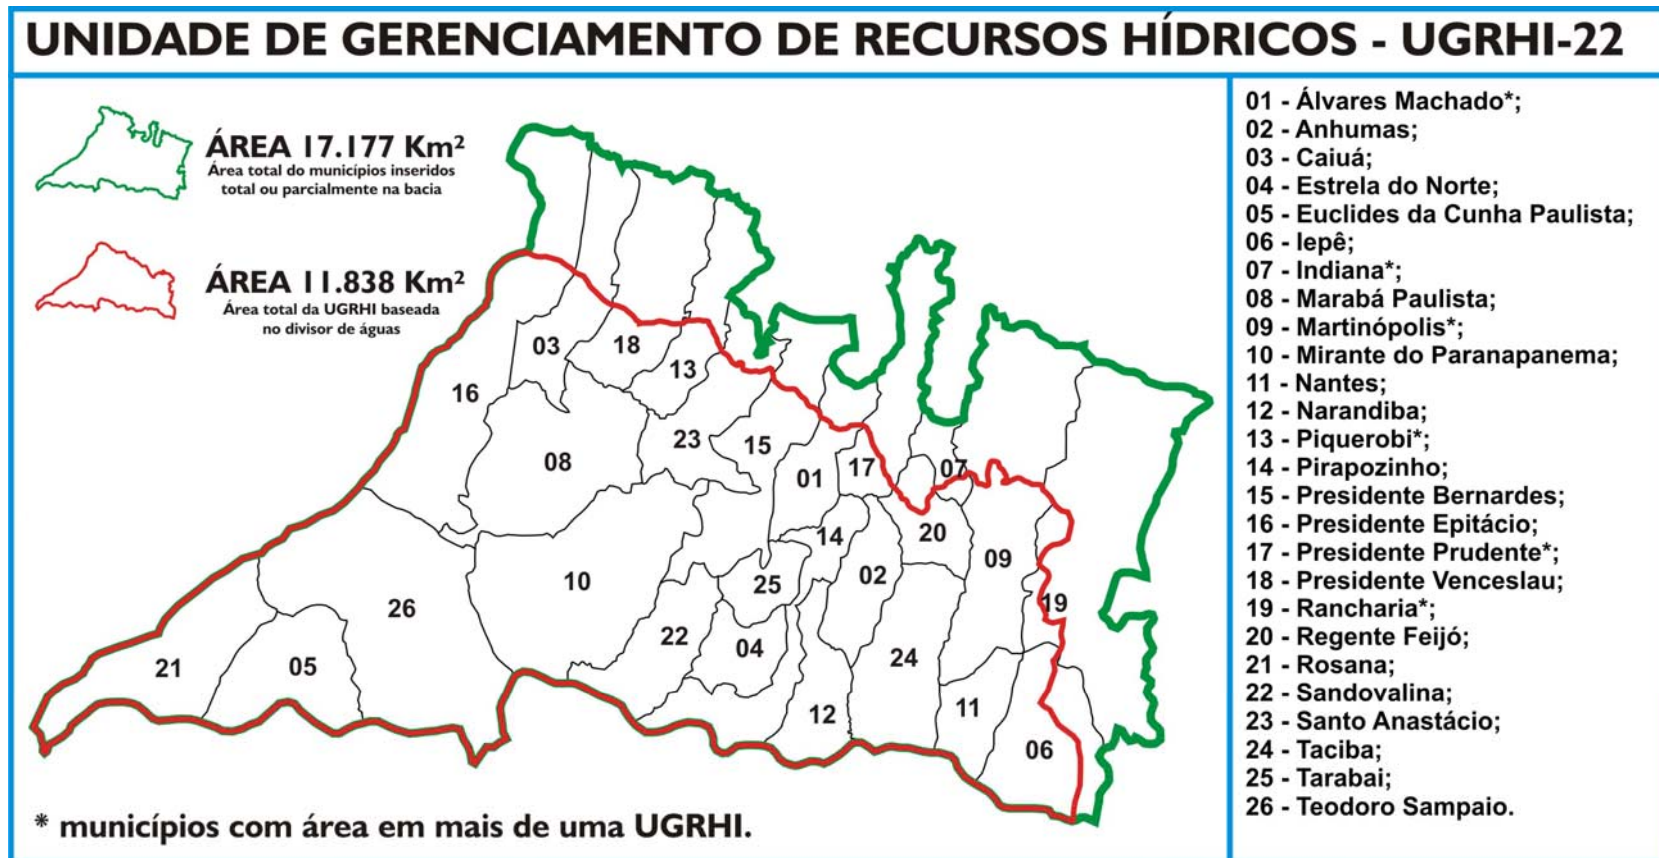 UNIDADE DE GERENCIAMENTO DE RECURSOS HÍDRICOS - UGRHI-22
ÁREA 17.177 Km²
Área total do municípios inseridos
total ou parcialmente na bacia
ÁREA 11.838 Km²
Área total da UGRHI baseada
no divisor de águas
03
18
13
16
23
15
08
01
17
07
14
20
09
10
25
02
26
19
22
04
24
21
05
12
11
06
* municípios com área em mais de uma UGRHI.
01 - Álvares Machado*;
02 - Anhumas;
03 - Caiuá;
04 - Estrela do Norte;
05 - Euclides da Cunha Paulista;
06 - Iepê;
07 - Indiana*;
08 - Marabá Paulista;
09 - Martinópolis*;
10 - Mirante do Paranapanema;
11 - Nantes;
12 - Narandiba;
13 - Piquerobi*;
14 - Pirapozinho;
15 - Presidente Bernardes;
16 - Presidente Epitácio;
17 - Presidente Prudente*;
18 - Presidente Venceslau;
19 - Rancharia*;
20 - Regente Feijó;
21 - Rosana;
22 - Sandovalina;
23 - Santo Anastácio;
24 - Taciba;
25 - Tarabai;
26 - Teodoro Sampaio.